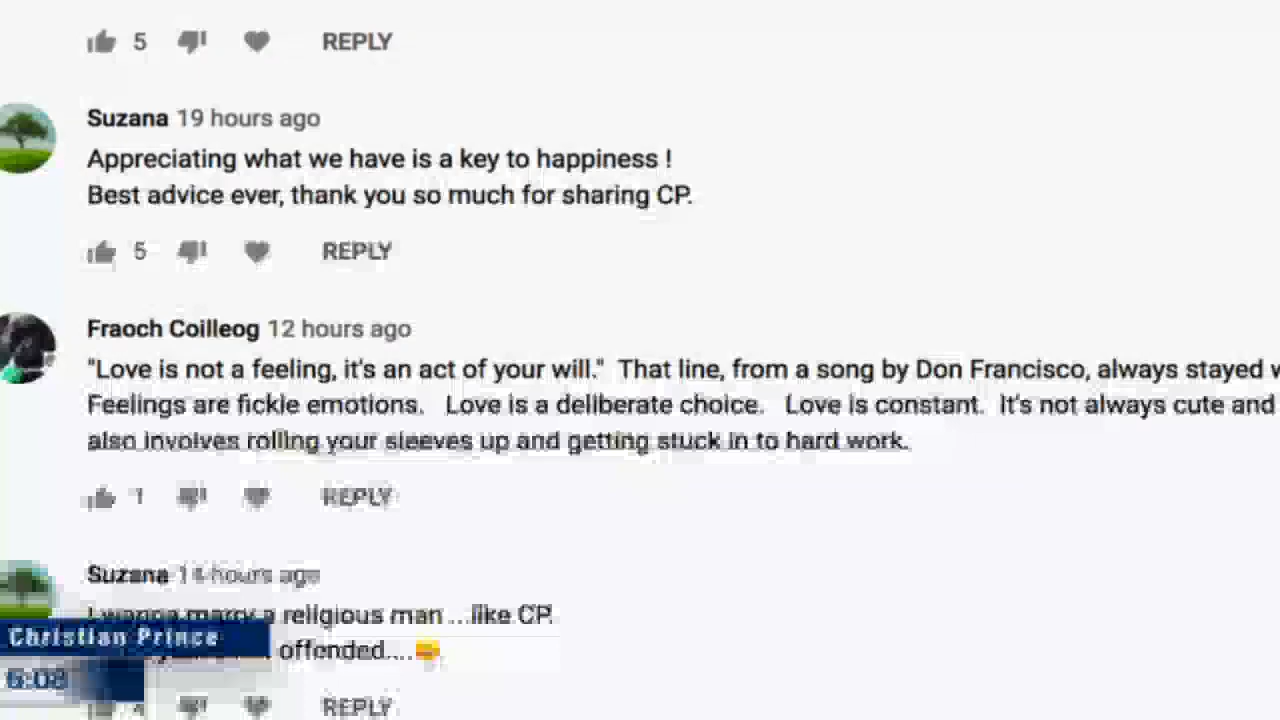 5 REPLY
Suzana 19 hours ago
Appreciating what we have is a key to happiness !
Best advice ever, thank you so much for sharing CP.
5 REPLY
Fraoch Coilleog 12 hours ago
"Love is not a feeling, it's an act of your will." That line, from a song by Don Francisco, always stayed
Feelings are fickle emotions. Love is a deliberate choice. Love is constant. It's not always cute and
also involves rolling your sleeves up and getting stuck in to hard work.
1 REPLY
Suzana 14 hours ago
I wanna marry a religious man ...like CP.
Christian Prince
offended....
4 REPLY